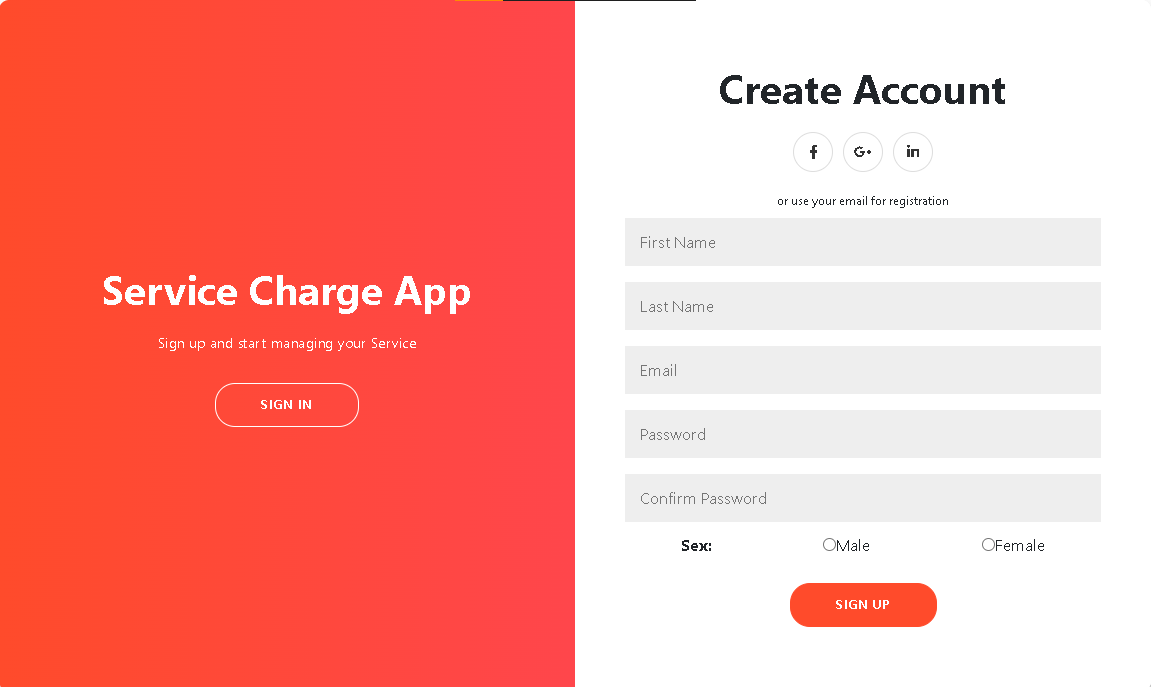 Service Charge App
Sign up and start managing your Service
SIGN IN
Create Account
f G+ in
or use your email for registration
First Name
Last Name
Email
Password
Confirm Password
Sex: Male Female
SIGN UP